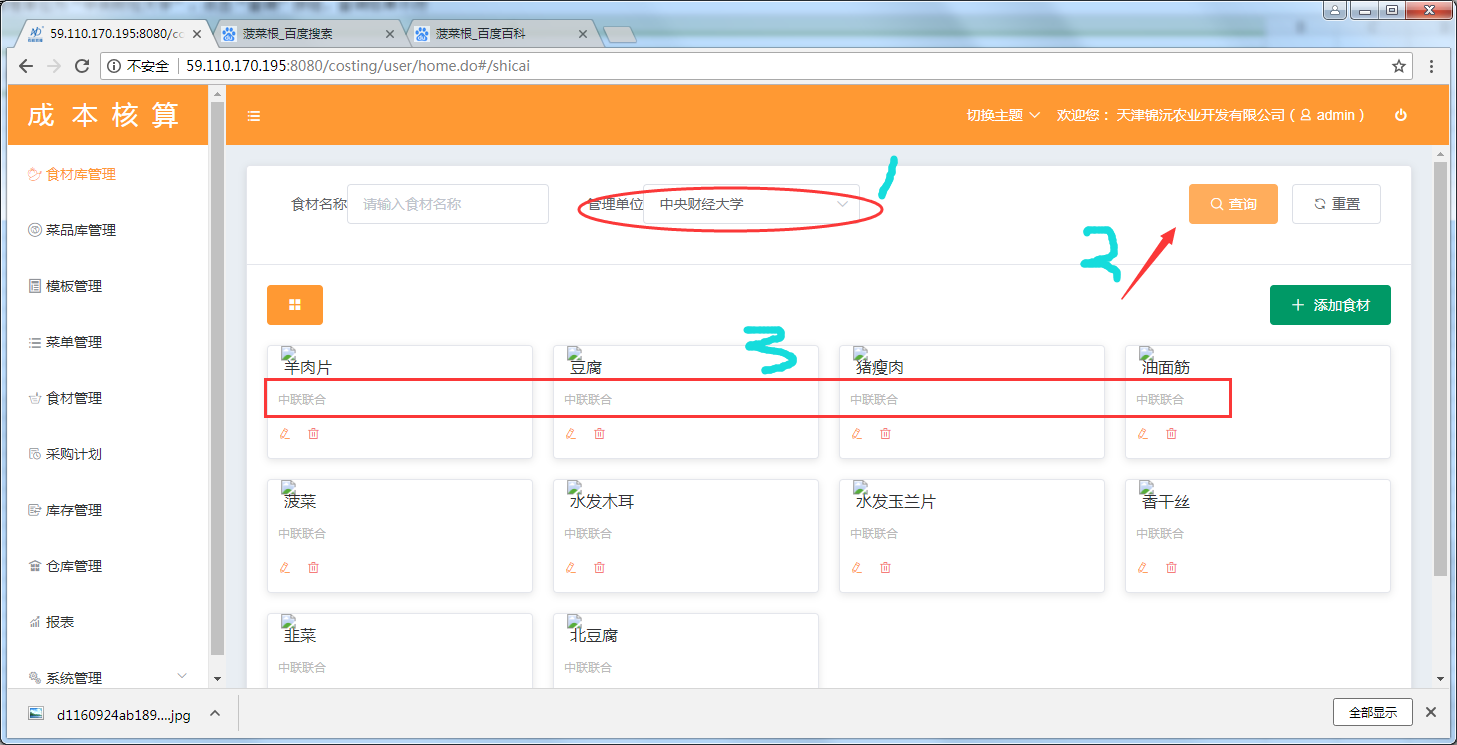 59.110.170.195:8080/cc
菠菜根_百度搜索
菠菜根_百度百科
不安全 59.110.170.195:8080/costing/user/home.do#/shicai
成本核算
切换主题 欢迎您： 天津锦沅农业开发有限公司 ( admin )
食材库管理
菜品库管理
模板管理
菜单管理
食材管理
采购计划
库存管理
仓库管理
报表
系统管理
食材名称 请输入食材名称 管理单位 中央财经大学 查询 重置
1
2
添加食材
3
羊肉片 豆腐 猪瘦肉 油面筋
中联联合 中联联合 中联联合 中联联合
菠菜 水发木耳 水发玉兰片 香干丝
中联联合 中联联合 中联联合 中联联合
韭菜 北豆腐
中联联合 中联联合
d1160924ab189....jpg 全部显示